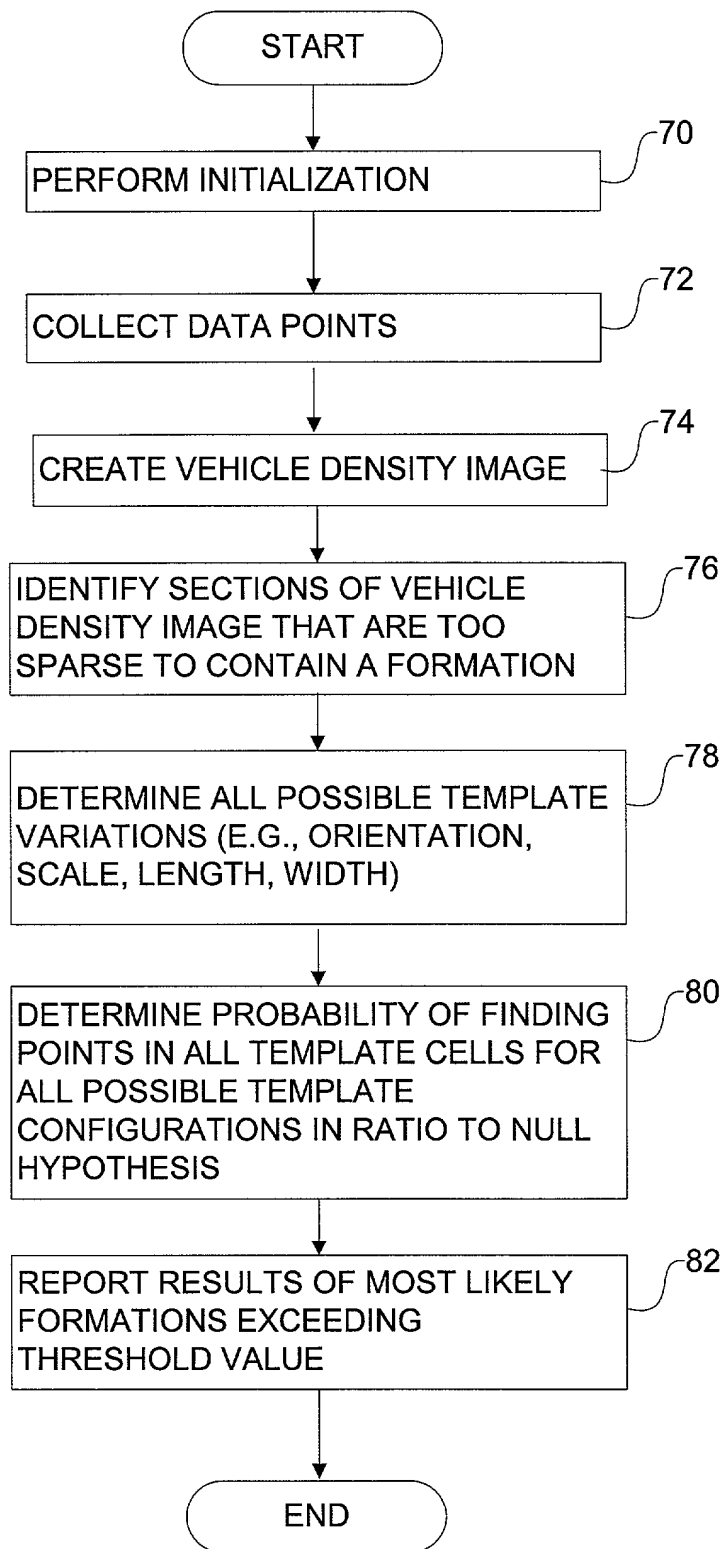 START
70
PERFORM INITIALIZATION
72
COLLECT DATA POINTS
74
CREATE VEHICLE DENSITY IMAGE
76
IDENTIFY SECTIONS OF VEHICLE
DENSITY IMAGE THAT ARE TOO
SPARSE TO CONTAIN A FORMATION
78
DETERMINE ALL POSSIBLE TEMPLATE
VARIATIONS (E.G., ORIENTATION,
SCALE, LENGTH, WIDTH)
80
DETERMINE PROBABILITY OF FINDING
POINTS IN ALL TEMPLATE CELLS FOR
ALL POSSIBLE TEMPLATE
CONFIGURATIONS IN RATIO TO NULL
HYPOTHESIS
82
REPORT RESULTS OF MOST LIKELY
FORMATIONS EXCEEDING
THRESHOLD VALUE
END